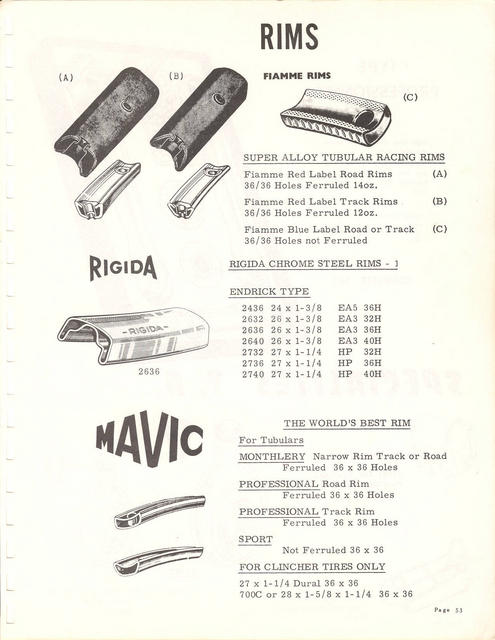 RIMS
FIAMME RIMS
(A)
(B)
(C)
SUPER ALLOY TUBULAR RACING RIMS
Fiamme Red Label Road Rims (A)
36/36 Holes Ferruled 14oz.
Fiamme Red Label Track Rims (B)
36/36 Holes Ferruled 12oz.
Fiamme Blue Label Road or Track (C)
36/36 Holes not Ferruled
RIGIDA
RIGIDA CHROME STEEL RIMS - 1
ENDRICK TYPE
2436 24 x 1-3/8 EA5 36H
2632 26 x 1-3/8 EA3 32H
2636 26 x 1-3/8 EA3 36H
2640 26 x 1-3/8 EA3 40H
2732 27 x 1-1/4 HP 32H
2736 27 x 1-1/4 HP 36H
2740 27 x 1-1/4 HP 40H
-RIGIDA-
2636
MAVIC
THE WORLD'S BEST RIM
For Tubulars
MONTHLERY Narrow Rim Track or Road
Ferruled 36 x 36 Holes
PROFESSIONAL Road Rim
Ferruled 36 x 36 Holes
PROFESSIONAL Track Rim
Ferruled 36 x 36 Holes
SPORT
Not Ferruled 36 x 36
FOR CLINCHER TIRES ONLY
27 x 1-1/4 Dural 36 x 36
700C or 28 x 1-5/8 x 1-1/4 36 x 36
Page 53